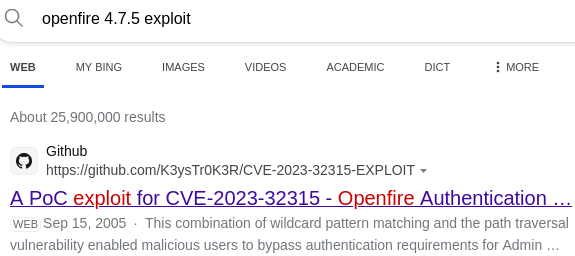 openfire 4.7.5 exploit
WEB MY BING IMAGES VIDEOS ACADEMIC DICT MORE
About 25,900,000 results
Github
https://github.com/K3ysTr0K3R/CVE-2023-32315-EXPLOIT
A PoC exploit for CVE-2023-32315 - Openfire Authentication …
WEB Sep 15, 2005 · This combination of wildcard pattern matching and the path traversal
vulnerability enabled malicious users to bypass authentication requirements for Admin …